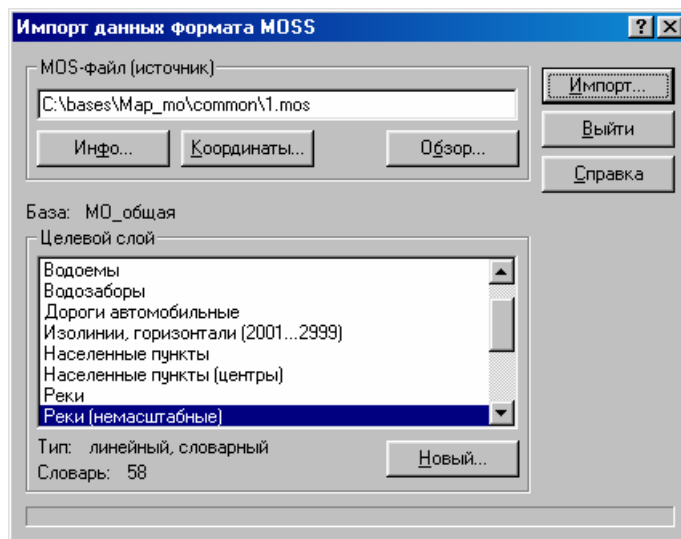 Импорт данных формата MOSS
MOS-файл (источник)
C:\bases\Map_mo\common\1.mos
Инфо...
Координаты...
Обзор...
Импорт...
Выйти
Справка
База: МО_общая
Целевой слой
Водоемы
Водозаборы
Дороги автомобильные
Изолинии, горизонтали (2001...2999)
Населенные пункты
Населенные пункты (центры)
Реки
Реки (немасштабные)
Тип: линейный, словарный
Словарь: 58
Новый...